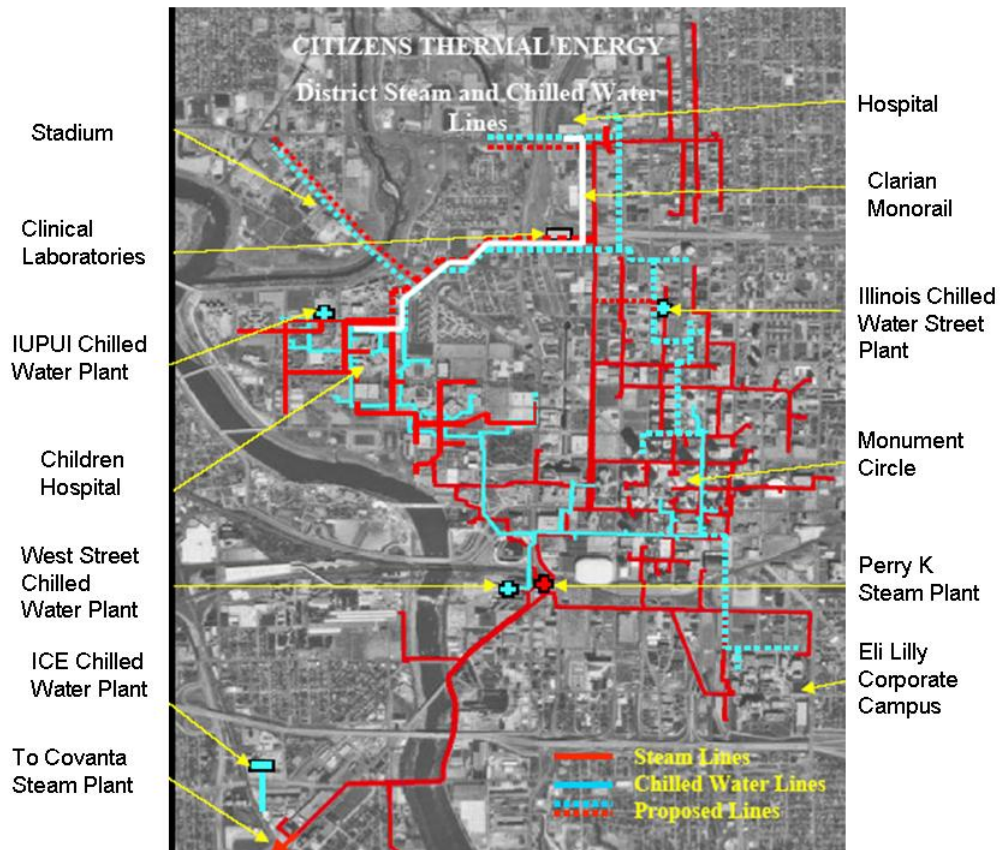 CITIZENS THERMAL ENERGY
District Steam and Chilled Water
Lines
Stadium
Clinical
Laboratories
IUPUI Chilled
Water Plant
Children
Hospital
West Street
Chilled
Water Plant
ICE Chilled
Water Plant
To Covanta
Steam Plant
Hospital
Clarian
Monorail
Illinois Chilled
Water Street
Plant
Monument
Circle
Perry K
Steam Plant
Eli Lilly
Corporate
Campus
Steam Lines
Chilled Water Lines
Proposed Lines